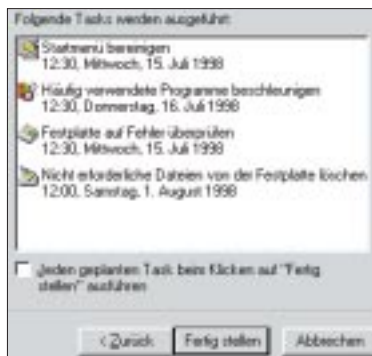 Folgende Tasks werden ausgeführt:
Startmenü bereinigen
12:30, Mittwoch, 15. Juli 1998
Häufig verwendete Programme beschleunigen
12:30, Donnerstag, 16. Juli 1998
Festplatte auf Fehler überprüfen
12:30, Mittwoch, 15. Juli 1998
Nicht erforderliche Dateien von der Festplatte löschen
12:00, Samstag, 1. August 1998
Jeden geplanten Task beim Klicken auf "Fertig
stellen" ausführen
< Zurück Fertig stellen Abbrechen